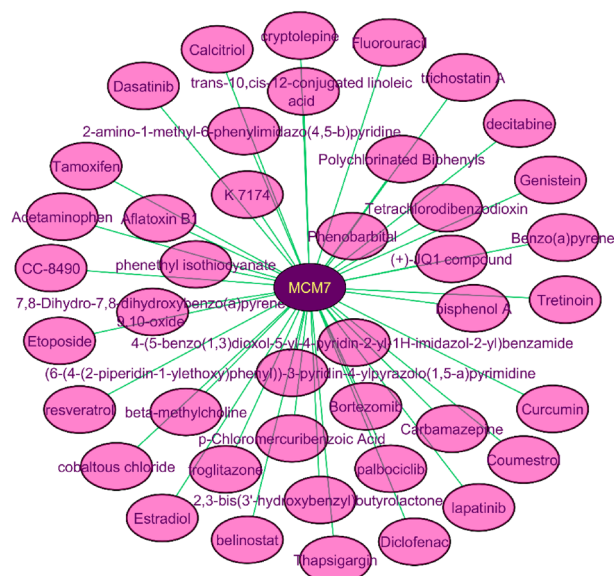 cryptolepine
Fluorouracil
Calcitriol
trans-10,cis-12-conjugated linoleic
acid
trichostatin A
Dasatinib
decitabine
2-amino-1-methyl-6-phenylimidazo(4,5-b)pyridine
Polychlorinated Biphenyls
Tamoxifen
Genistein
K 7174
Acetaminophen
Aflatoxin B1
Tetrachlorodibenzodioxin
Phenobarbital
Benzo(a)pyrene
CC-8490
phenethyl isothiocyanate
(+)-JQ1 compound
MCM7
7,8-Dihydro-7,8-dihydroxybenzo(a)pyrene
9,10-oxide
bisphenol A
Tretinoin
Etoposide
4-(5-benzo(1,3)dioxol-5-yl-4-pyridin-2-yl-1H-imidazol-2-yl)benzamide
(6-(4-(2-piperidin-1-ylethoxy)phenyl))-3-pyridin-4-ylpyrazolo(1,5-a)pyrimidine
resveratrol
beta-methylcholine
Bortezomib
Curcumin
p-Chloromercuribenzoic Acid
Carbamazepine
cobaltous chloride
troglitazone
palbociclib
Coumestrol
2,3-bis(3'-hydroxybenzyl)butyrolactone
Estradiol
lapatinib
belinostat
Diclofenac
Thapsigargin